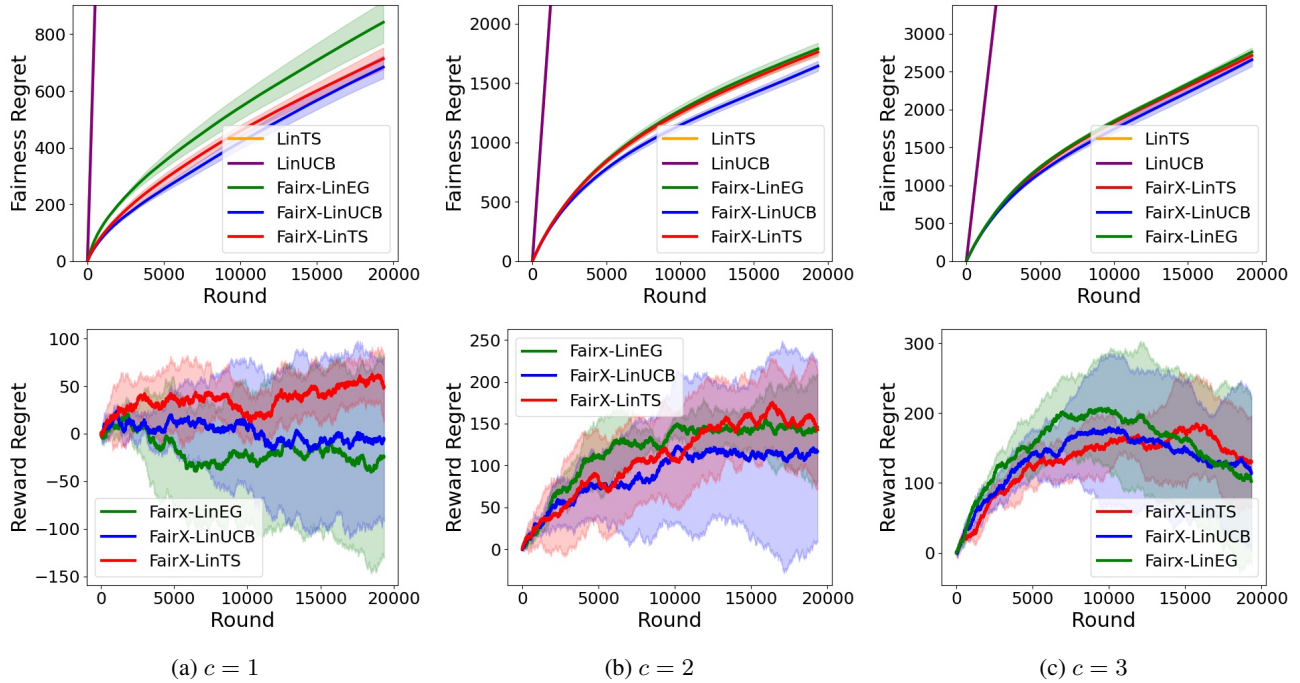 Fairness Regret
800
600
400
200
0
LinTS
LinUCB
Fairx-LinEG
FairX-LinUCB
FairX-LinTS
0 5000 10000 15000 20000
Round
Fairness Regret
2000
1500
1000
500
0
LinTS
LinUCB
Fairx-LinEG
FairX-LinUCB
FairX-LinTS
0 5000 10000 15000 20000
Round
Fairness Regret
3000
2500
2000
1500
1000
500
0
LinTS
LinUCB
FairX-LinTS
FairX-LinUCB
Fairx-LinEG
0 5000 10000 15000 20000
Round
Reward Regret
100
50
0
−50
−100
−150
Fairx-LinEG
FairX-LinUCB
FairX-LinTS
0 5000 10000 15000 20000
Round
Reward Regret
250
200
150
100
50
0
Fairx-LinEG
FairX-LinUCB
FairX-LinTS
0 5000 10000 15000 20000
Round
Reward Regret
300
200
100
0
FairX-LinTS
FairX-LinUCB
Fairx-LinEG
0 5000 10000 15000 20000
Round
(a) c = 1
(b) c = 2
(c) c = 3